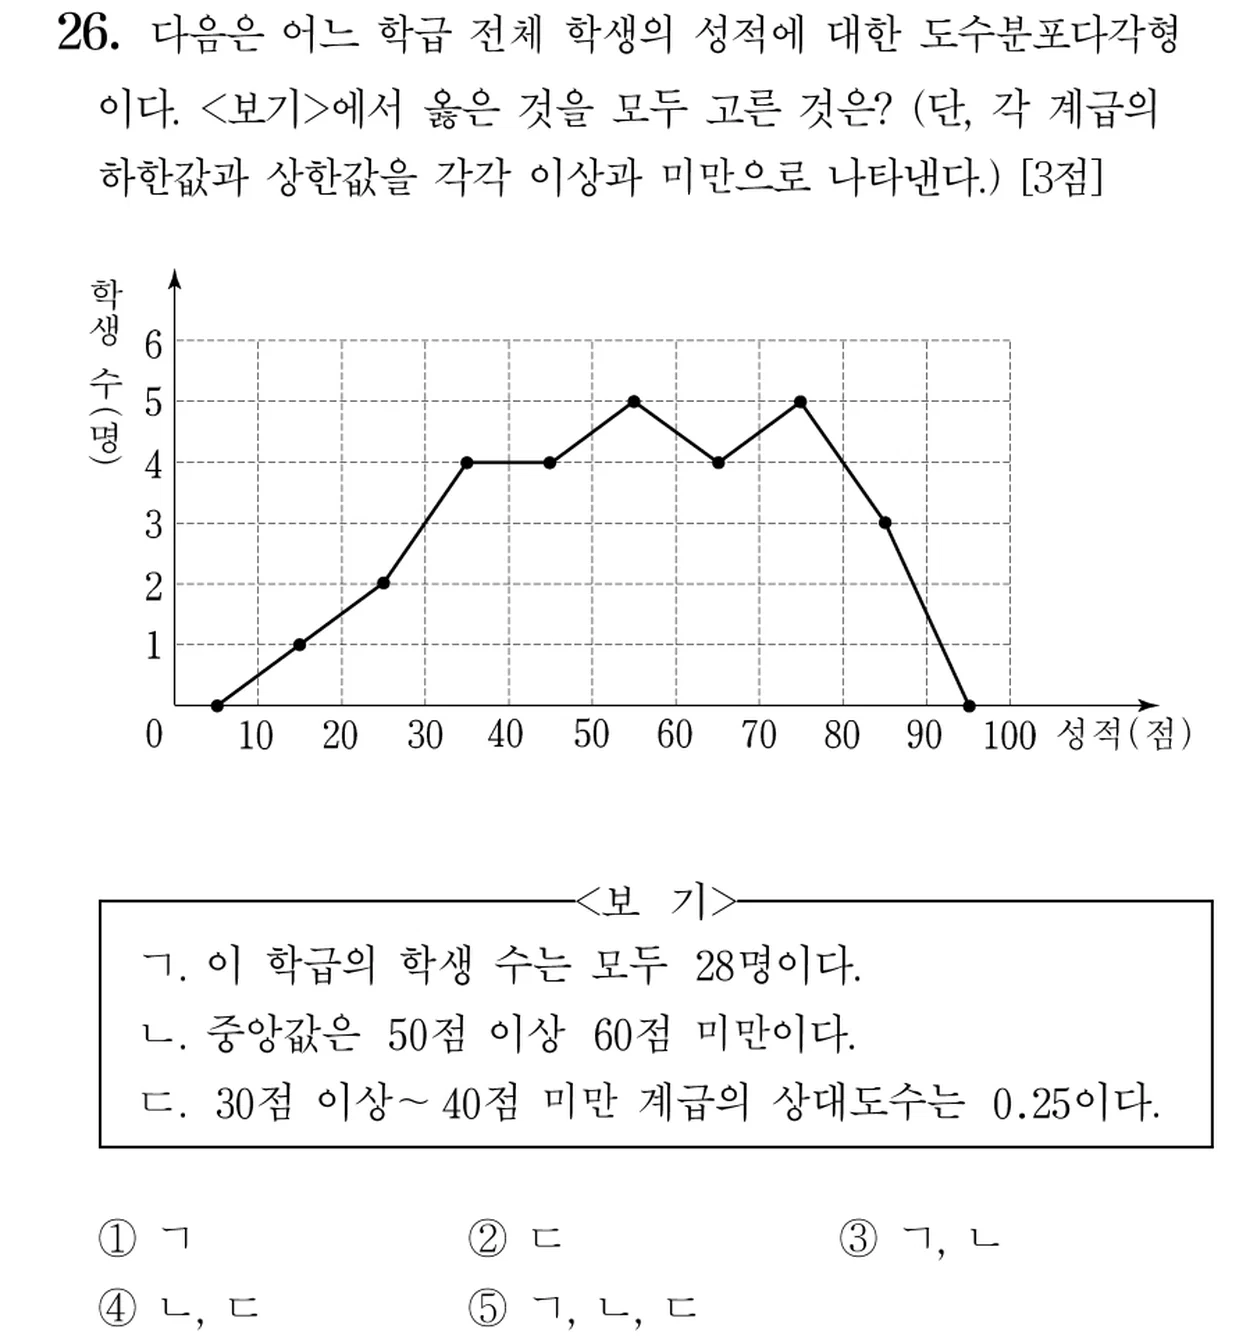 26. 다음은 어느 학급 전체 학생의 성적에 대한 도수분포다각형
이다. <보기>에서 옳은 것을 모두 고른 것은? (단, 각 계급의
하한값과 상한값을 각각 이상과 미만으로 나타낸다.) [3점]
학생 수(명)
6
5
4
3
2
1
0 10 20 30 40 50 60 70 80 90 100 성적(점)
<보 기>
ㄱ. 이 학급의 학생 수는 모두 28명이다.
ㄴ. 중앙값은 50점 이상 60점 미만이다.
ㄷ. 30점 이상~40점 미만 계급의 상대도수는 0.25이다.
① ㄱ ② ㄷ ③ ㄱ, ㄴ
④ ㄴ, ㄷ ⑤ ㄱ, ㄴ, ㄷ